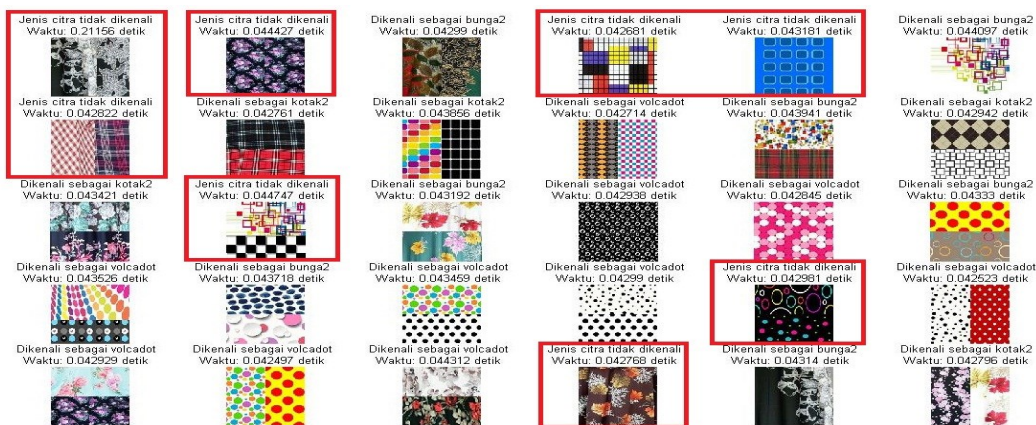 Jenis citra tidak dikenali
Waktu: 0.21156 detik
Jenis citra tidak dikenali
Waktu: 0.044427 detik
Dikenali sebagai bunga2
Waktu: 0.04299 detik
Jenis citra tidak dikenali
Waktu: 0.042681 detik
Jenis citra tidak dikenali
Waktu: 0.043181 detik
Dikenali sebagai bunga2
Waktu: 0.044097 detik
Jenis citra tidak dikenali
Waktu: 0.042822 detik
Dikenali sebagai kotak2
Waktu: 0.042761 detik
Dikenali sebagai kotak2
Waktu: 0.043856 detik
Dikenali sebagai volcadot
Waktu: 0.042714 detik
Dikenali sebagai bunga2
Waktu: 0.043941 detik
Dikenali sebagai kotak2
Waktu: 0.042942 detik
Dikenali sebagai kotak2
Waktu: 0.043421 detik
Jenis citra tidak dikenali
Waktu: 0.044747 detik
Dikenali sebagai bunga2
Waktu: 0.043192 detik
Dikenali sebagai volcadot
Waktu: 0.042938 detik
Dikenali sebagai volcadot
Waktu: 0.042845 detik
Dikenali sebagai bunga2
Waktu: 0.04333 detik
Dikenali sebagai volcadot
Waktu: 0.043526 detik
Dikenali sebagai bunga2
Waktu: 0.043718 detik
Dikenali sebagai volcadot
Waktu: 0.043459 detik
Dikenali sebagai volcadot
Waktu: 0.04299 detik
Jenis citra tidak dikenali
Waktu: 0.042981 detik
Dikenali sebagai volcadot
Waktu: 0.042523 detik
Dikenali sebagai volcadot
Waktu: 0.042929 detik
Dikenali sebagai volcadot
Waktu: 0.042497 detik
Dikenali sebagai volcadot
Waktu: 0.044312 detik
Jenis citra tidak dikenali
Waktu: 0.042768 detik
Dikenali sebagai bunga2
Waktu: 0.04314 detik
Dikenali sebagai kotak2
Waktu: 0.042796 detik